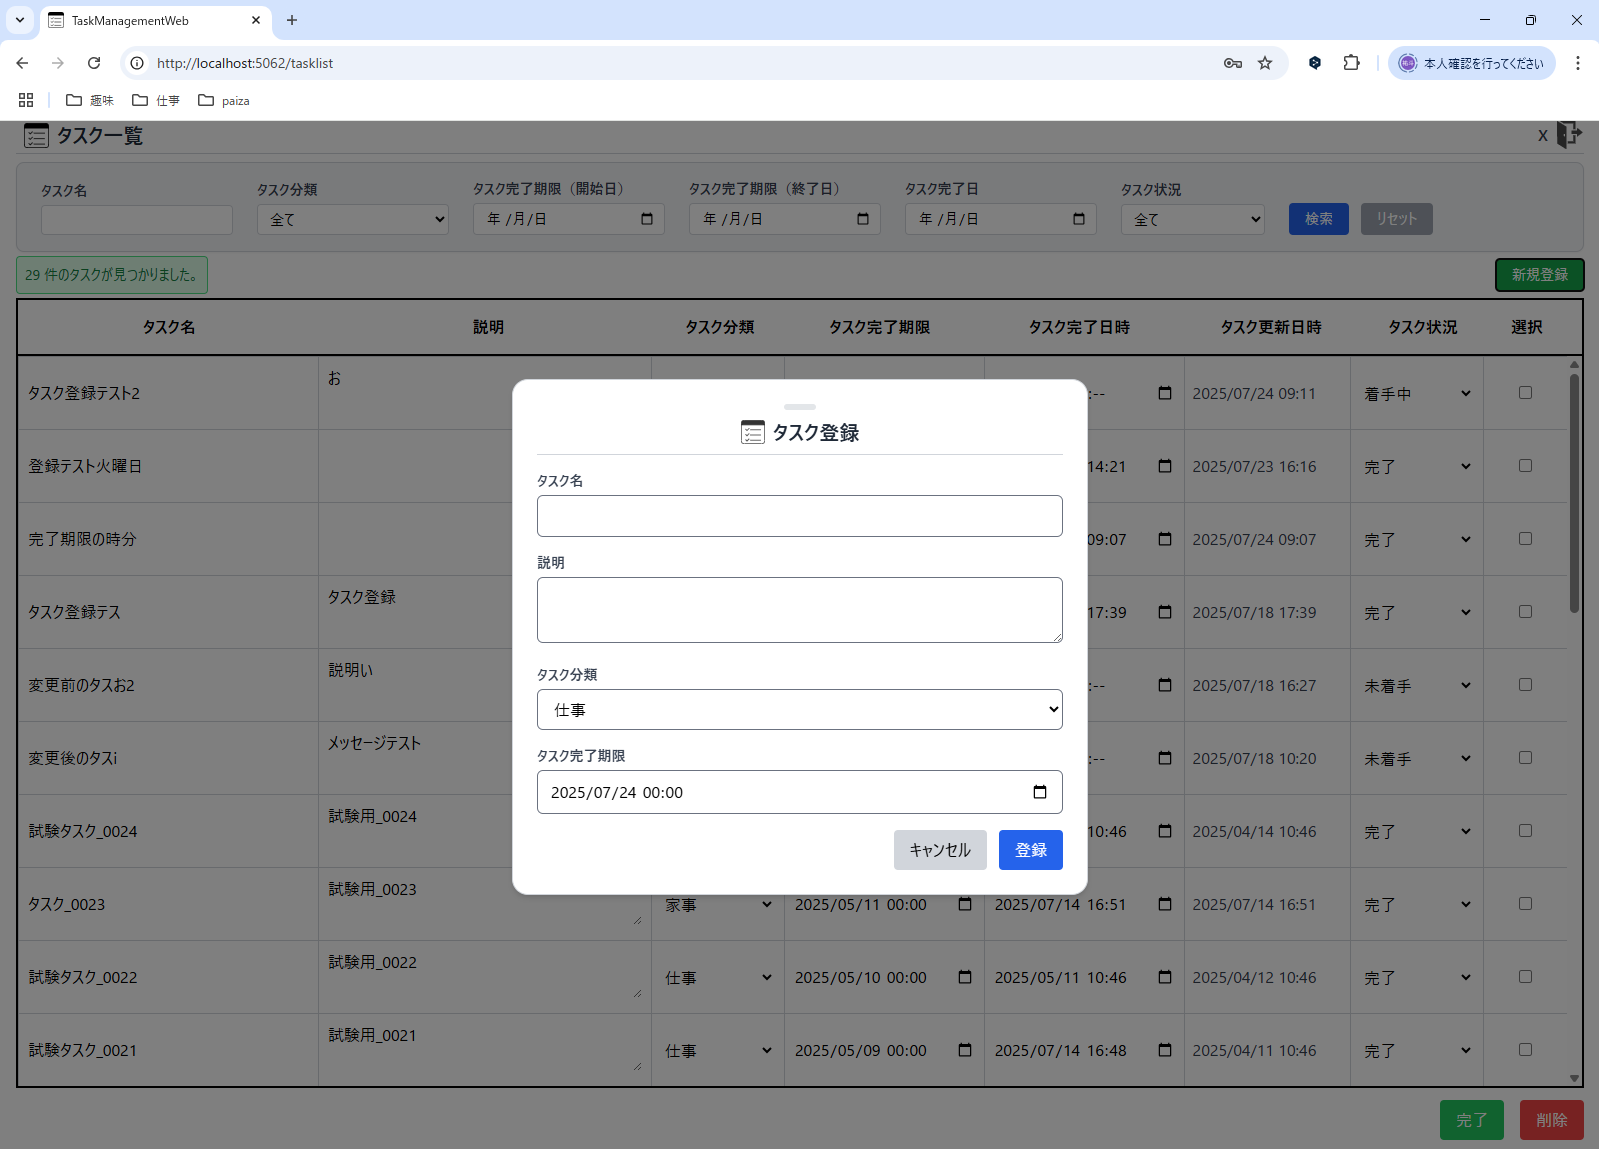 TaskManagementWeb
http://localhost:5062/tasklist
本人確認を行ってください
趣味 仕事 paiza
タスク一覧 X
タスク名 タスク分類 タスク完了期限（開始日） タスク完了期限（終了日） タスク完了日 タスク状況
全て 年 /月/日 年 /月/日 年 /月/日 全て 検索 リセット
29 件のタスクが見つかりました。 新規登録
タスク名 説明 タスク分類 タスク完了期限 タスク完了日時 タスク更新日時 タスク状況 選択
タスク登録テスト2 お :-- 2025/07/24 09:11 着手中
登録テスト火曜日 14:21 2025/07/23 16:16 完了
完了期限の時分 09:07 2025/07/24 09:07 完了
タスク登録テス タスク登録 17:39 2025/07/18 17:39 完了
変更前のタスお2 説明い :-- 2025/07/18 16:27 未着手
変更後のタスi メッセージテスト :-- 2025/07/18 10:20 未着手
試験タスク_0024 試験用_0024 10:46 2025/04/14 10:46 完了
タスク_0023 試験用_0023 家事 2025/05/11 00:00 2025/07/14 16:51 2025/07/14 16:51 完了
試験タスク_0022 試験用_0022 仕事 2025/05/10 00:00 2025/05/11 10:46 2025/04/12 10:46 完了
試験タスク_0021 試験用_0021 仕事 2025/05/09 00:00 2025/07/14 16:48 2025/04/11 10:46 完了
タスク登録
タスク名
説明
タスク分類
仕事
タスク完了期限
2025/07/24 00:00
キャンセル 登録
完了 削除